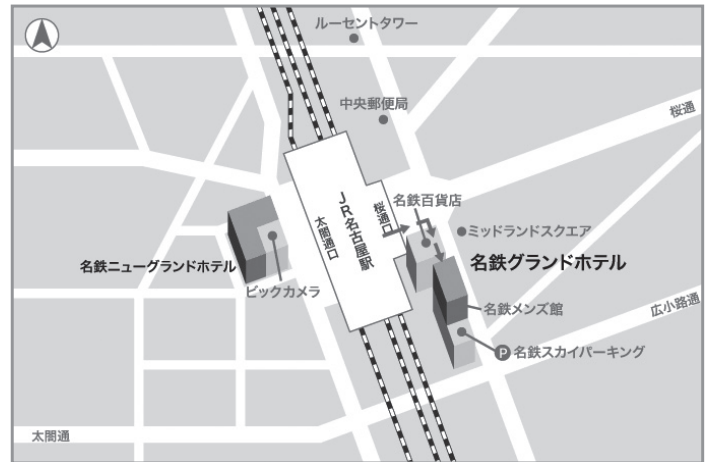 ルーセントタワー
中央郵便局
桜通
名鉄百貨店
桜通口
JR名古屋駅
太閤通口
ミッドランドスクエア
名鉄グランドホテル
名鉄ニューグランドホテル
ビックカメラ
名鉄メンズ館
広小路通
P 名鉄スカイパーキング
太閤通